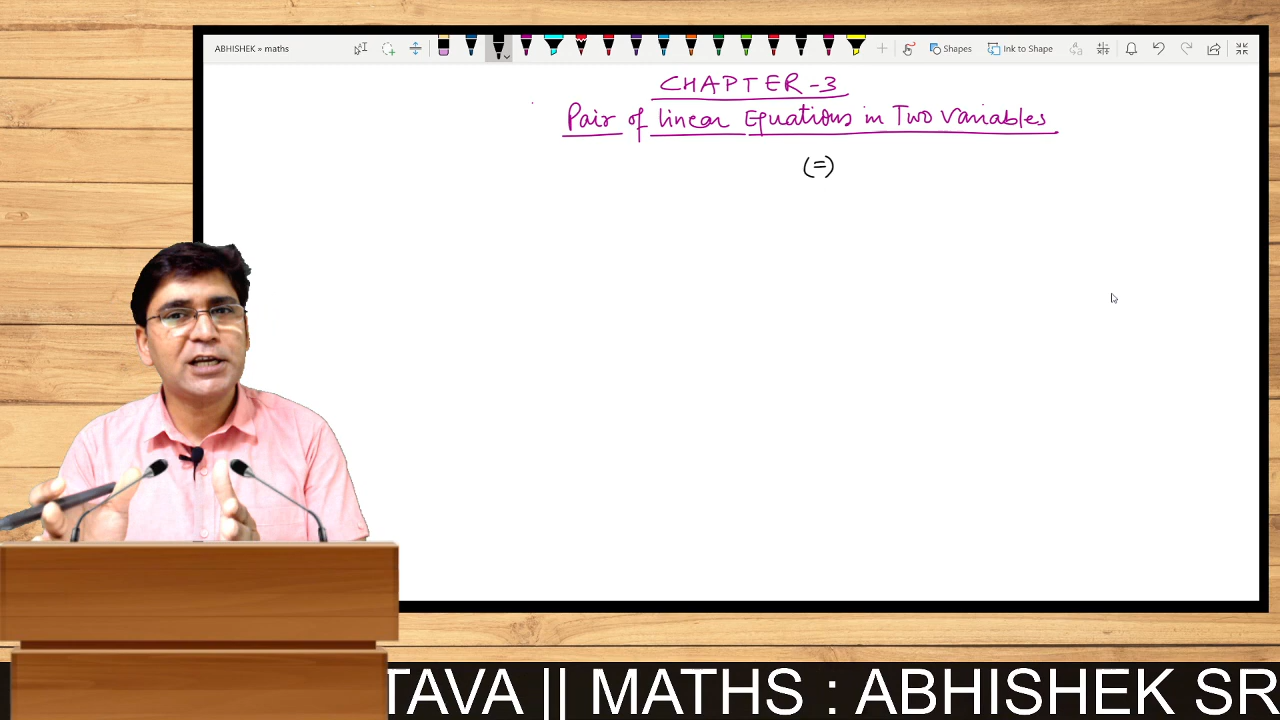 ABHISHEK » maths
Shapes
Ink to Shape
CHAPTER-3
Pair of linear Equations in Two variables
(=)
TAVA || MATHS : ABHISHEK SR